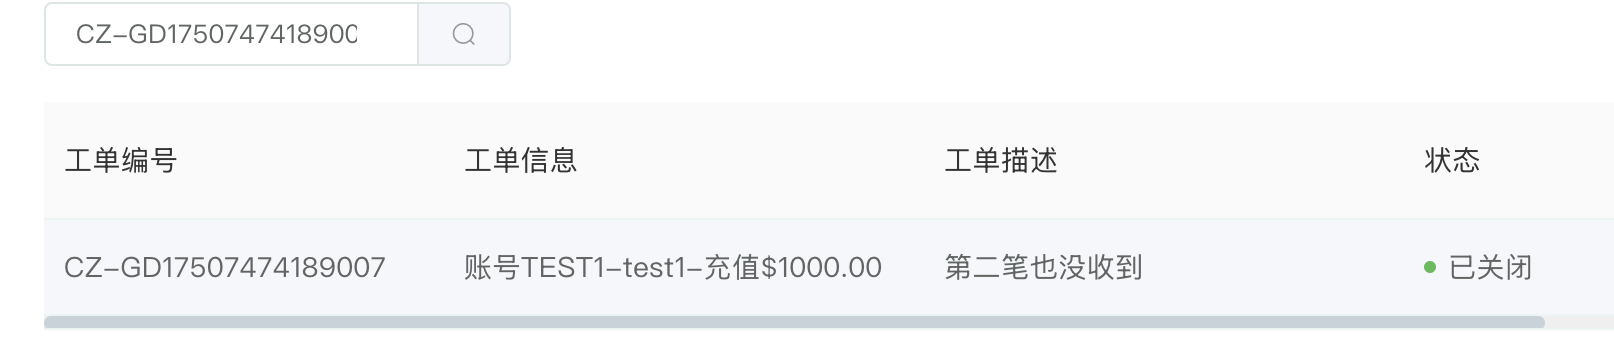 CZ-GD1750747418900
工单编号 工单信息 工单描述 状态
CZ-GD17507474189007 账号TEST1-test1-充值$1000.00 第二笔也没收到 已关闭